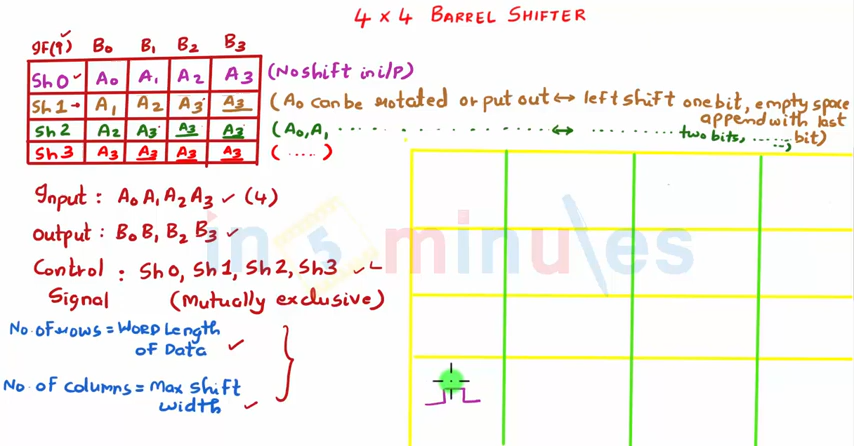 4 × 4 BARREL SHIFTER
IF(1) B0 B1 B2 B3
Sh0 A0 A1 A2 A3 (No shift in i/p)
Sh1 A1 A2 A3 A3 (A0 can be rotated or put out ↔ left shift one bit, empty space
append with last
Sh2 A2 A3 A3 A3 (A0, A1 .............. ↔ ............ two bits, ......, bit)
Sh3 A3 A3 A3 A3 (.....)
Input : A0 A1 A2 A3 ✓ (4)
output : B0 B1 B2 B3 ✓
Control : Sh0, Sh1, Sh2, Sh3 ✓
Signal (Mutually exclusive)
No. of rows = WORD Length
of Data ✓
No. of columns = Max shift
width ✓
in 5 minutes